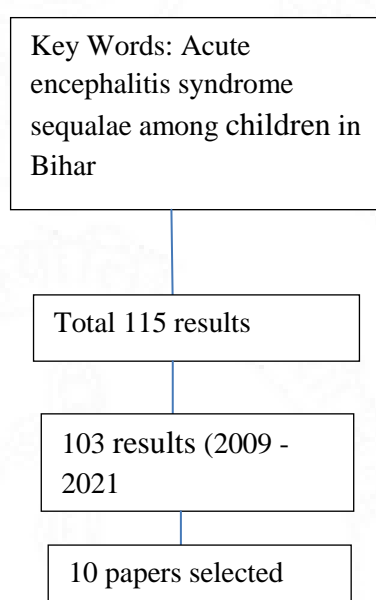 Key Words: Acute
encephalitis syndrome
sequalae among children in
Bihar
Total 115 results
103 results (2009 -
2021
10 papers selected